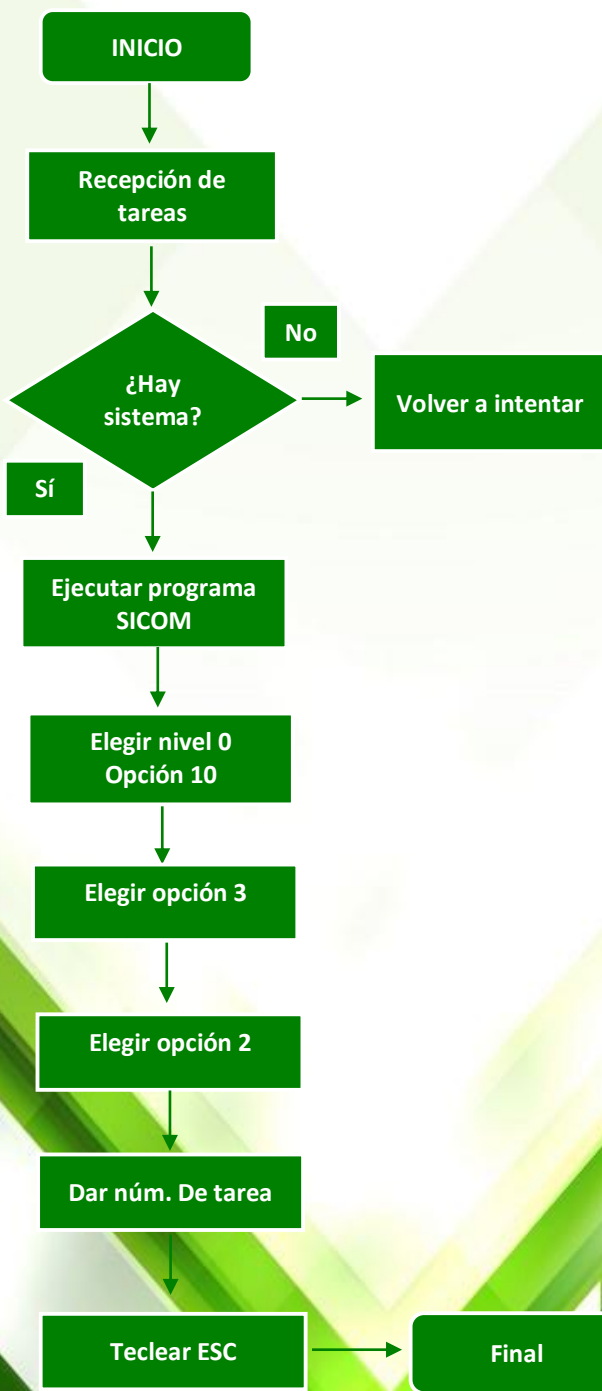 INICIO
Recepción de
tareas
No
¿Hay
sistema?
Volver a intentar
Sí
Ejecutar programa
SICOM
Elegir nivel 0
Opción 10
Elegir opción 3
Elegir opción 2
Dar núm. De tarea
Teclear ESC
Final